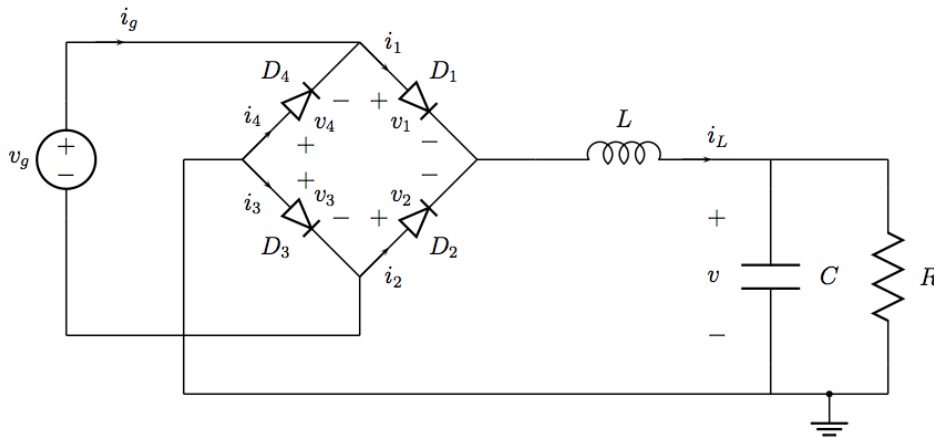 i_g
i_1
D_4
D_1
− +
i_4
v_4
v_1
+
−
L
i_L
v_g
+
−
+
−
i_3
v_3
v_2
− +
+
D_3
D_2
i_2
v
C
R
−